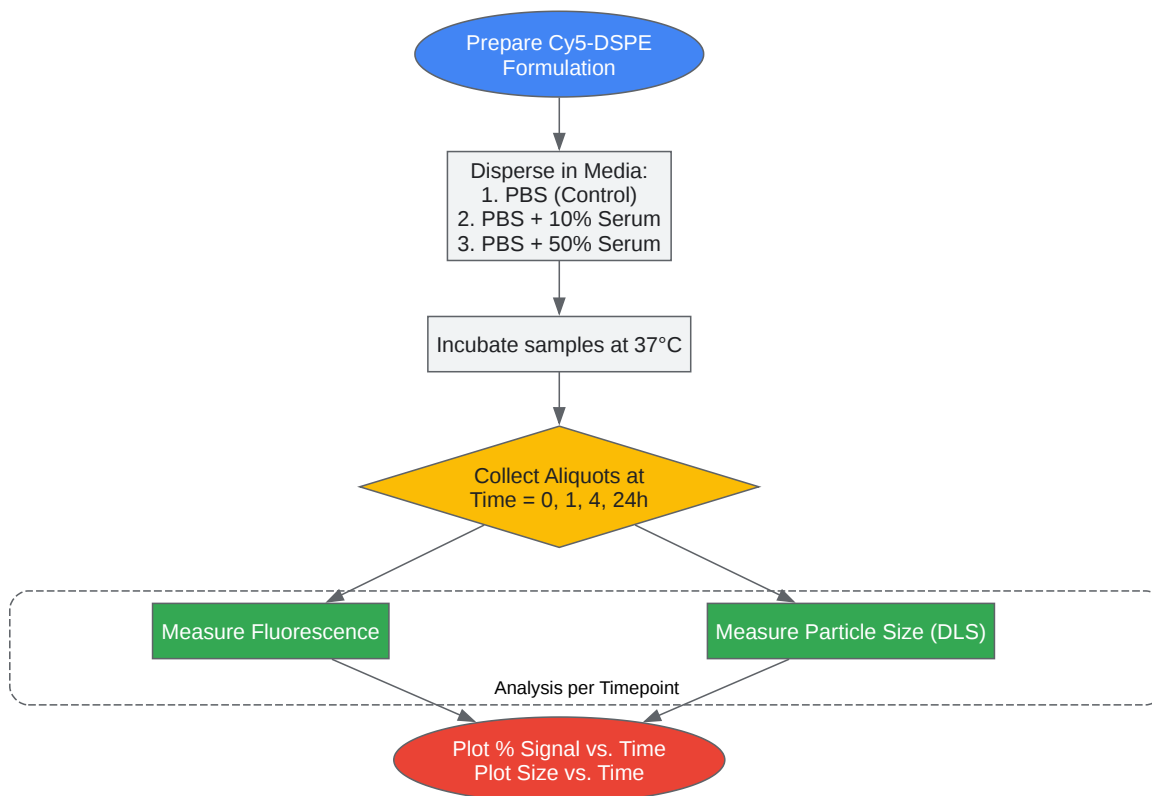 Prepare Cy5-DSPE
Formulation
Disperse in Media:
1. PBS (Control)
2. PBS + 10% Serum
3. PBS + 50% Serum
Incubate samples at 37°C
Collect Aliquots at
Time = 0, 1, 4, 24h
Measure Fluorescence
Measure Particle Size (DLS)
Analysis per Timepoint
Plot % Signal vs. Time
Plot Size vs. Time